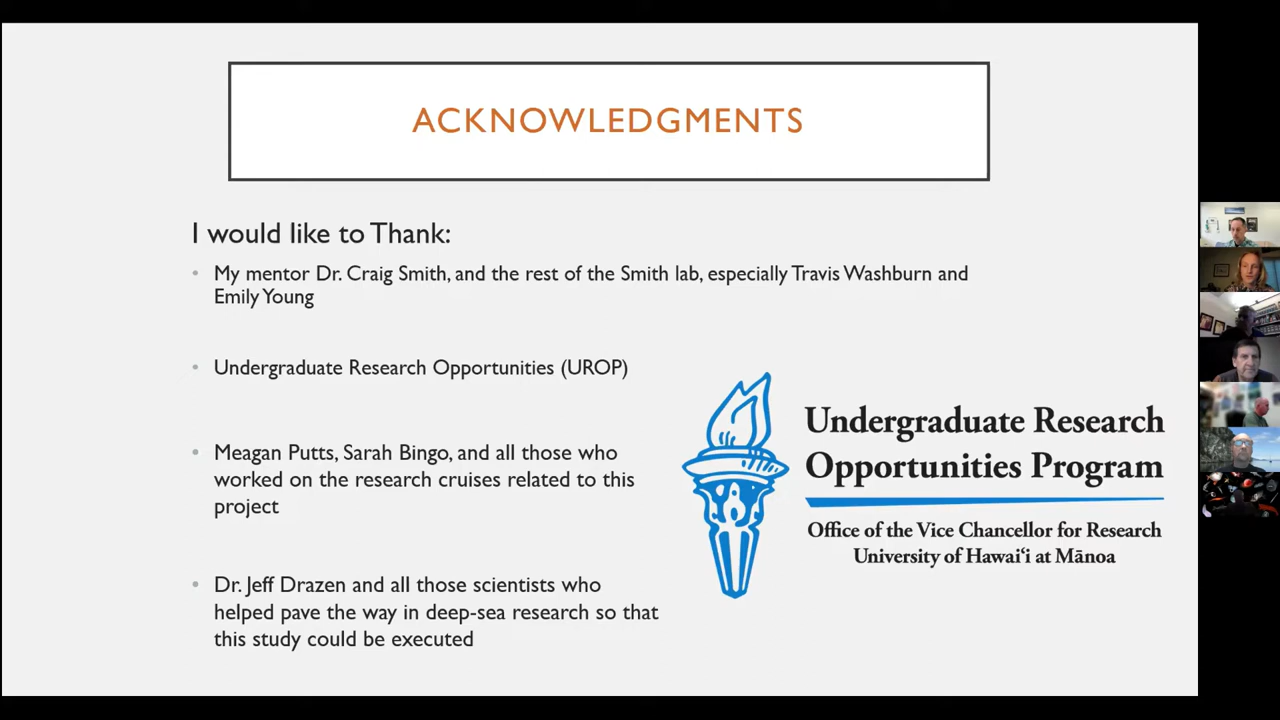 ACKNOWLEDGMENTS
I would like to Thank:
• My mentor Dr. Craig Smith, and the rest of the Smith lab, especially Travis Washburn and
Emily Young
• Undergraduate Research Opportunities (UROP)
• Meagan Putts, Sarah Bingo, and all those who
worked on the research cruises related to this
project
• Dr. Jeff Drazen and all those scientists who
helped pave the way in deep-sea research so that
this study could be executed
Undergraduate Research
Opportunities Program
Office of the Vice Chancellor for Research
University of Hawaiʻi at Mānoa